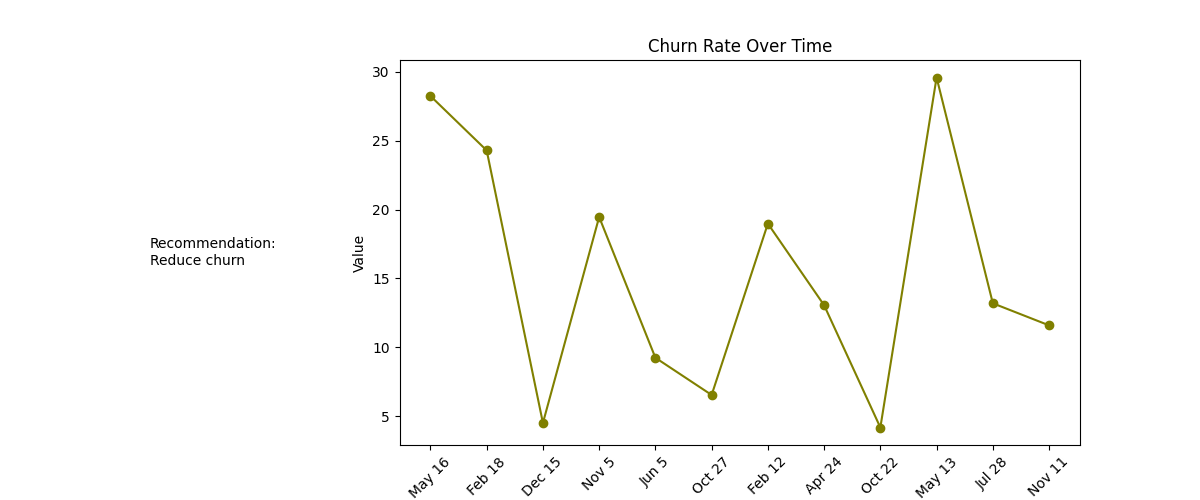 Churn Rate Over Time
Recommendation:
Reduce churn
Value
30
25
20
15
10
5
May 16
Feb 18
Dec 15
Nov 5
Jun 5
Oct 27
Feb 12
Apr 24
Oct 22
May 13
Jul 28
Nov 11